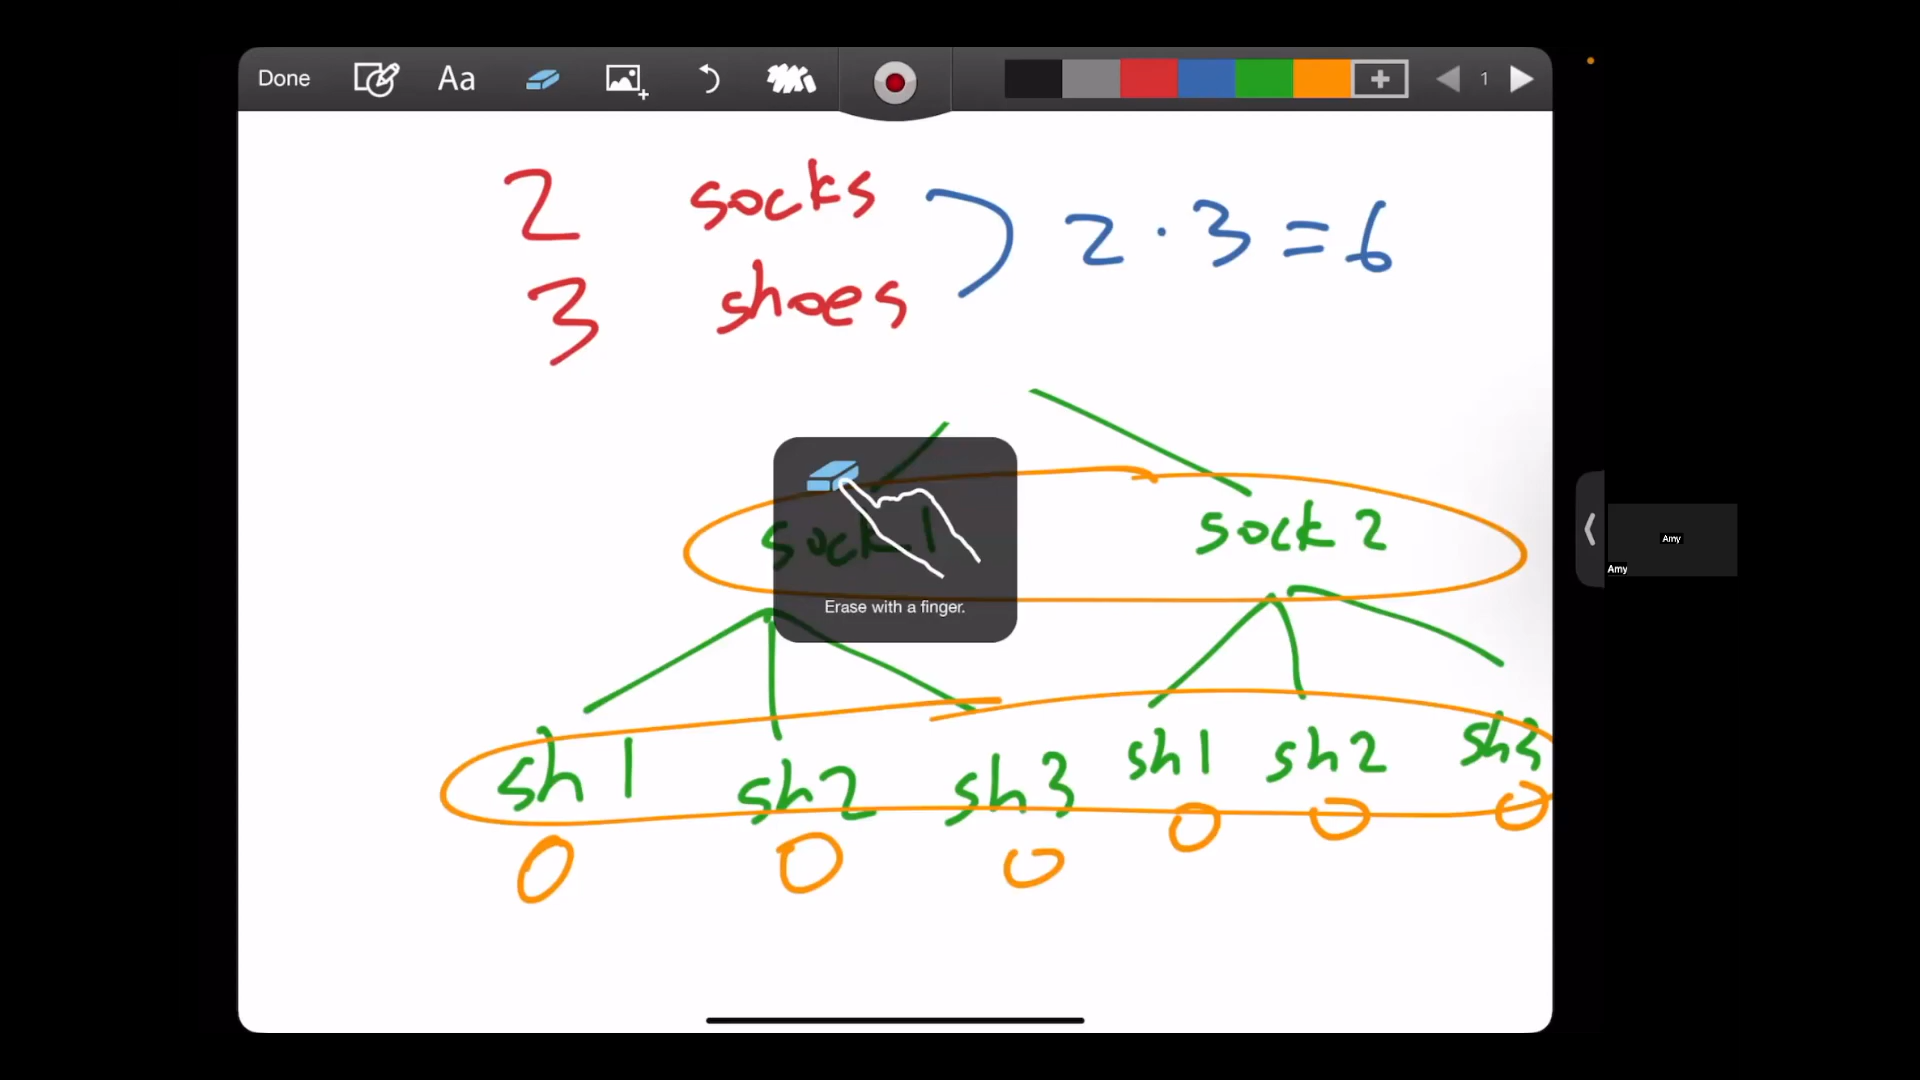 Done Aa 1
2 socks
3 shoes
2 · 3 = 6
sock 1 sock 2
Erase with a finger.
Amy
Amy
sh 1 sh2 sh3 sh1 sh2 sh3